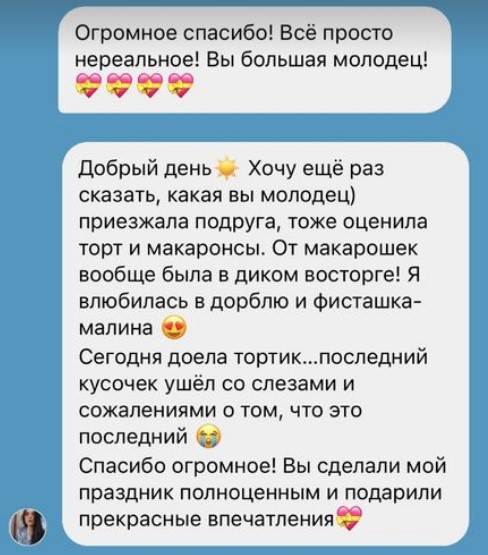 Огромное спасибо! Всё просто
нереальное! Вы большая молодец!
💝💝💝💝
Добрый день☀️ Хочу ещё раз
сказать, какая вы молодец)
приезжала подруга, тоже оценила
торт и макаронсы. От макарошек
вообще была в диком восторге! Я
влюбилась в дорблю и фисташка-
малина 😍
Сегодня доела тортик...последний
кусочек ушёл со слезами и
сожалениями о том, что это
последний 😭
Спасибо огромное! Вы сделали мой
праздник полноценным и подарили
прекрасные впечатления💝